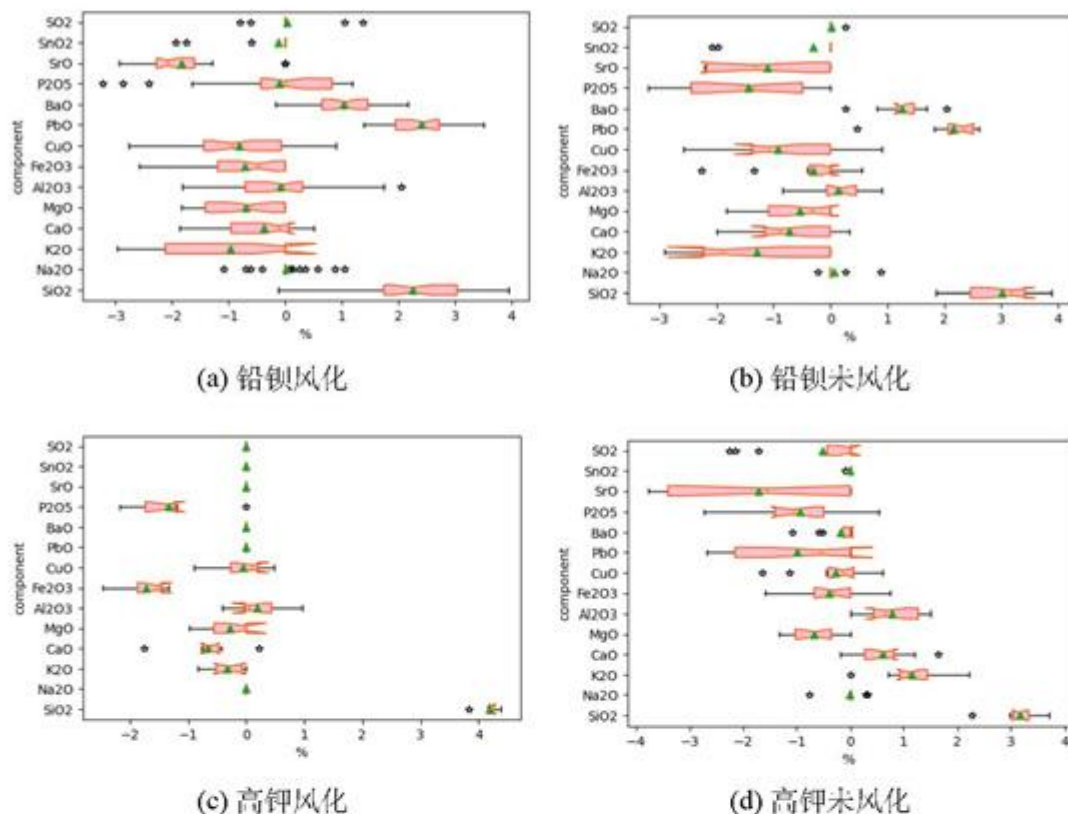 SO2
SnO2
SrO
P2O5
BaO
PbO
CuO
Fe2O3
Al2O3
MgO
CaO
K2O
Na2O
SiO2
component
−3 −2 −1 0 1 2 3 4
%
(a) 铅钡风化
SO2
SnO2
SrO
P2O5
BaO
PbO
CuO
Fe2O3
Al2O3
MgO
CaO
K2O
Na2O
SiO2
component
−3 −2 −1 0 1 2 3 4
%
(b) 铅钡未风化
SO2
SnO2
SrO
P2O5
BaO
PbO
CuO
Fe2O3
Al2O3
MgO
CaO
K2O
Na2O
SiO2
component
−2 −1 0 1 2 3 4
%
(c) 高钾风化
SO2
SnO2
SrO
P2O5
BaO
PbO
CuO
Fe2O3
Al2O3
MgO
CaO
K2O
Na2O
SiO2
component
−4 −3 −2 −1 0 1 2 3 4
%
(d) 高钾未风化